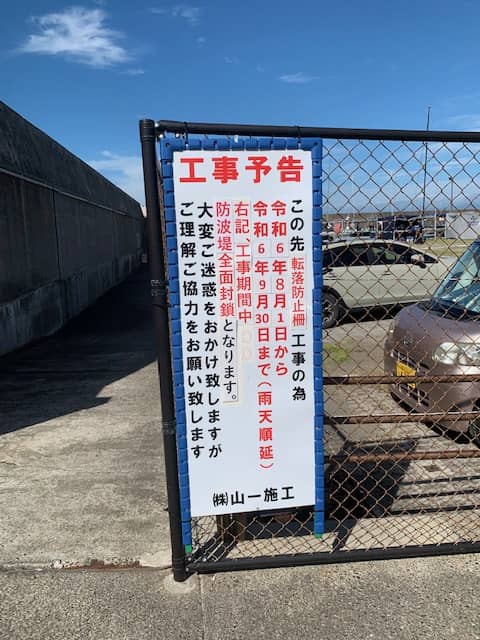 工事予告
この先 転落防止柵 工事の為
令和6年8月1日から
令和6年9月30日まで(雨天順延)
右記、工事期間中
防波堤全面封鎖となります。
大変ご迷惑をおかけ致しますが
ご理解ご協力をお願い致します
㈱山一施工